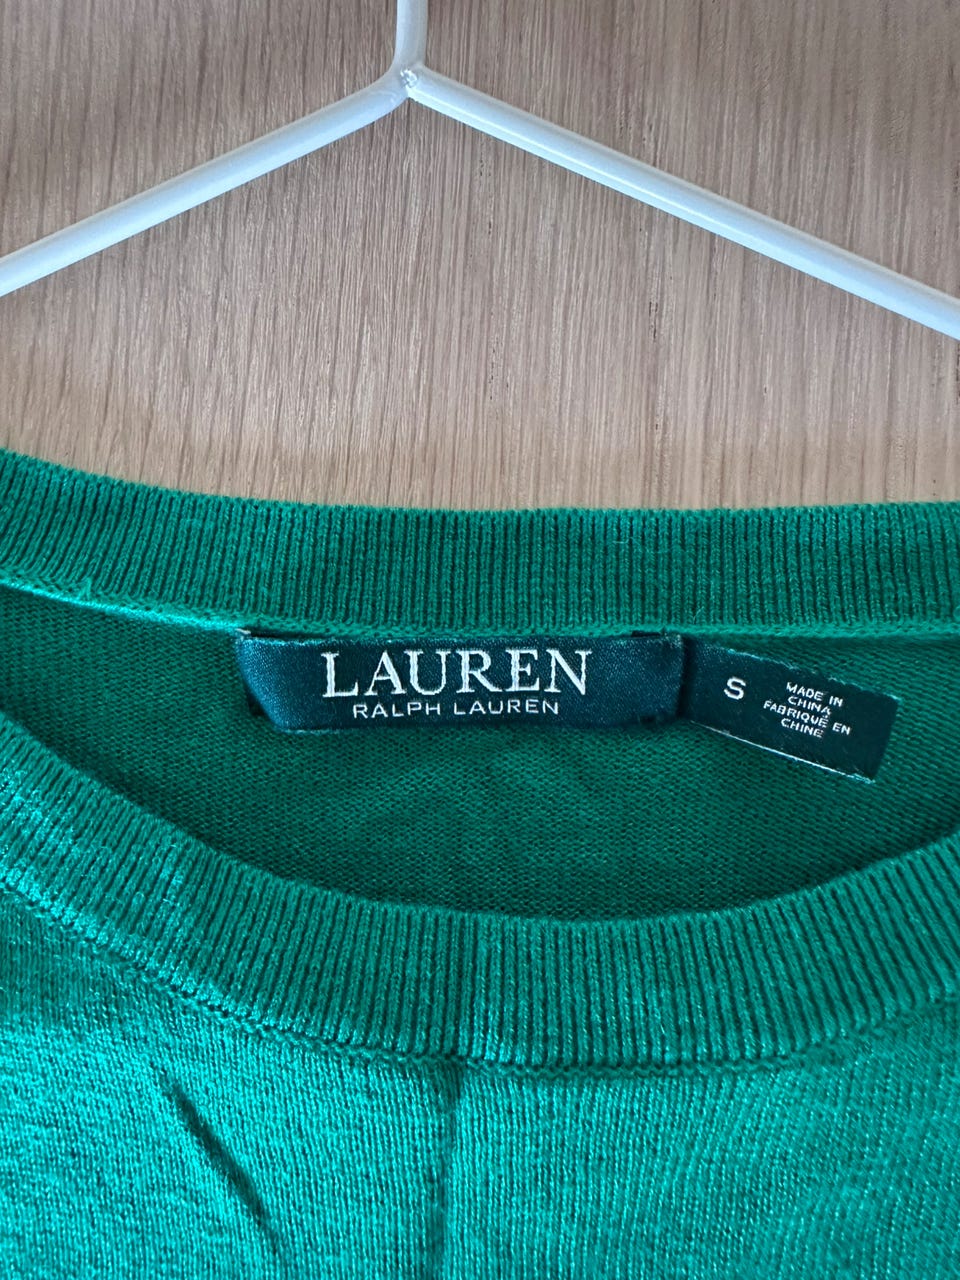 LAUREN
RALPH LAUREN
S
MADE IN
CHINA
FABRIQUÉ EN
CHINE